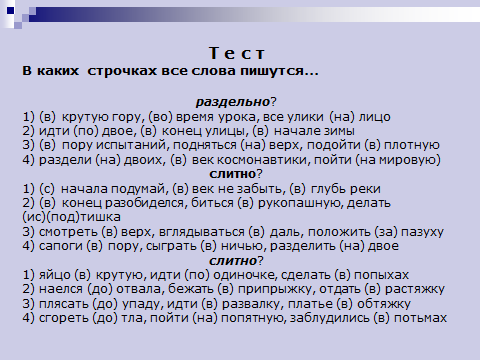 Т е с т
В каких строчках все слова пишутся...
раздельно?
1) (в) крутую гору, (во) время урока, все улики (на) лицо
2) идти (по) двое, (в) конец улицы, (в) начале зимы
3) (в) пору испытаний, подняться (на) верх, подойти (в) плотную
4) раздели (на) двоих, (в) век космонавтики, пойти (на мировую)
слитно?
1) (с) начала подумай, (в) век не забыть, (в) глубь реки
2) (в) конец разобиделся, биться (в) рукопашную, делать
(ис)(под)тишка
3) смотреть (в) верх, вглядываться (в) даль, положить (за) пазуху
4) сапоги (в) пору, сыграть (в) ничью, разделить (на) двое
слитно?
1) яйцо (в) крутую, идти (по) одиночке, сделать (в) попыхах
2) наелся (до) отвала, бежать (в) припрыжку, отдать (в) растяжку
3) плясать (до) упаду, идти (в) развалку, платье (в) обтяжку
4) сгореть (до) тла, пойти (на) попятную, заблудились (в) потьмах